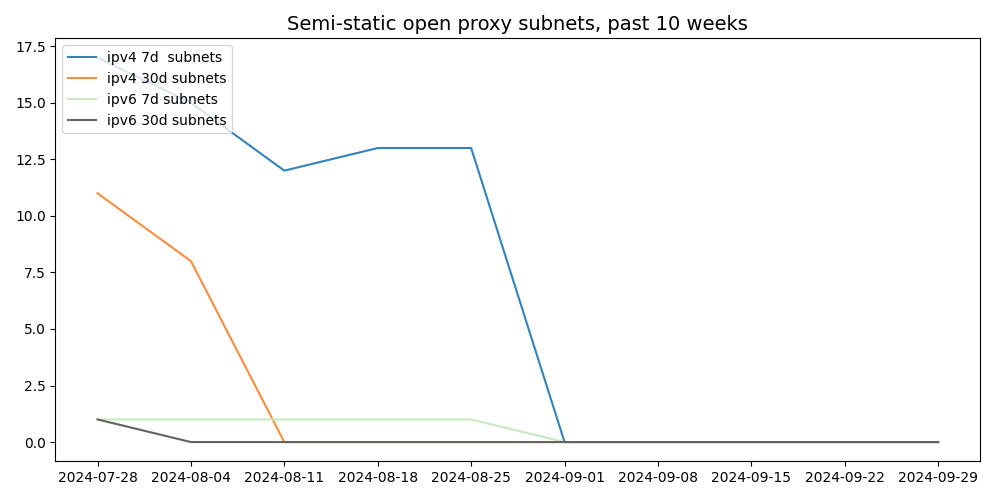 Semi-static open proxy subnets, past 10 weeks
17.5
15.0
12.5
10.0
7.5
5.0
2.5
0.0
ipv4 7d  subnets
ipv4 30d subnets
ipv6 7d subnets
ipv6 30d subnets
2024-07-28 2024-08-04 2024-08-11 2024-08-18 2024-08-25 2024-09-01 2024-09-08 2024-09-15 2024-09-22 2024-09-29